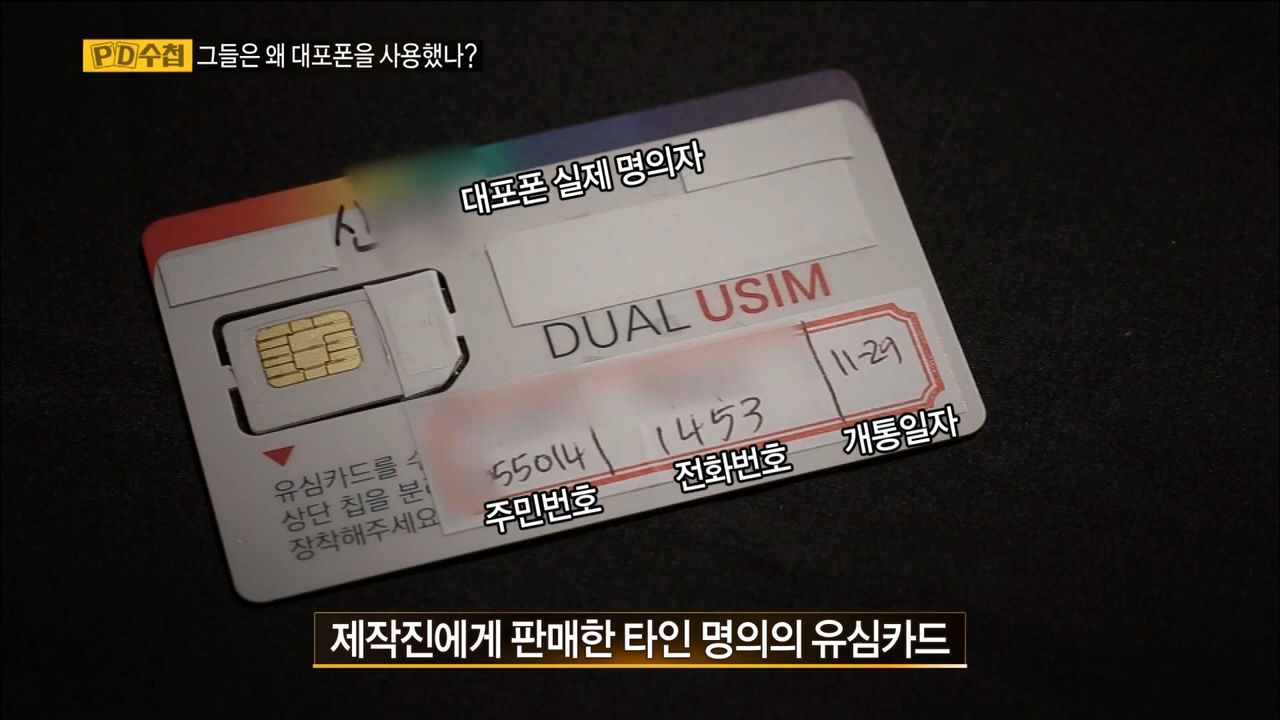 PD수첩 그들은 왜 대포폰을 사용했나?
대포폰 실제 명의자
신
DUAL USIM
11-29
55014
1453
개통일자
전화번호
주민번호
유심카드를
상단 칩을
장착해주세요
제작진에게 판매한 타인 명의의 유심카드